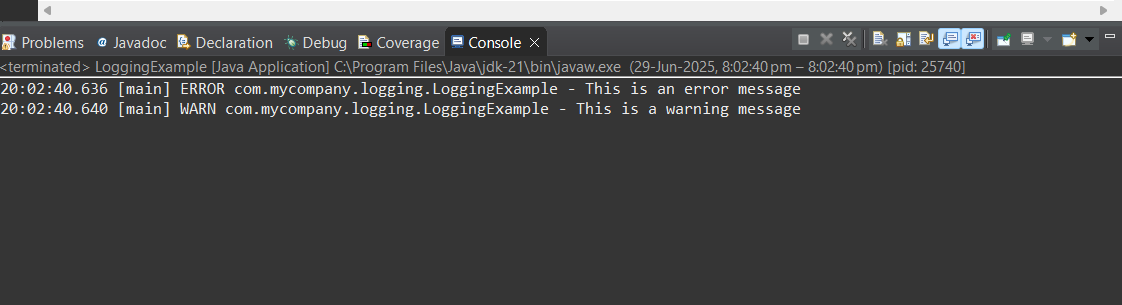 Problems @ Javadoc Declaration Debug Coverage Console
<terminated> LoggingExample [Java Application] C:\Program Files\Java\jdk-21\bin\javaw.exe (29-Jun-2025, 8:02:40 pm – 8:02:40 pm) [pid: 25740]
20:02:40.636 [main] ERROR com.mycompany.logging.LoggingExample - This is an error message
20:02:40.640 [main] WARN com.mycompany.logging.LoggingExample - This is a warning message